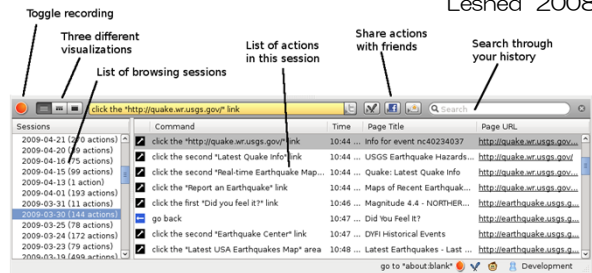 Leshed 2008
Toggle recording
Three different
visualizations
List of browsing sessions
List of actions
in this session
Share actions
with friends
Search through
your history
click the "http://quake.wr.usgs.gov/" link
Search
Sessions
Command Time Page Title Page URL
2009-04-21 ( actions)
2009-04-20 ( actions)
2009-04-16 ( actions)
2009-04-15 (99 actions)
2009-04-13 (1 action)
2009-04-01 (193 actions)
2009-03-31 (11 actions)
2009-03-30 (144 actions)
2009-03-25 (78 actions)
2009-03-24 (172 actions)
2009-03-23 (79 actions)
2009-03-19 (499 actions)
click the "http://quake.wr.usgs.gov/" link 10:44 ... Info for event nc40234037 http://quake.wr.usgs.gov...
click the second "Latest Quake Info" link 10:44 ... USGS Earthquake Hazards... http://quake.wr.usgs.gov/
click the second "Real-time Earthquake Map... 10:44 ... Quake: Latest Quake Info http://quake.wr.usgs.gov...
click the "Report an Earthquake" link 10:44 ... Maps of Recent Earthquak... http://quake.wr.usgs.gov...
click the first "Did you feel it?" link 10:46 ... Magnitude 4.4 - NORTHER... http://earthquake.usgs.g...
go back 10:47 ... Did You Feel It? http://earthquake.usgs.g...
click the second "Earthquake Center" link 10:47 ... DYFI Historical Events http://earthquake.usgs.g...
click the "Latest USA Earthquakes Map" area 10:48 ... Latest Earthquakes - Last ... http://earthquake.usgs.g...
go to "about:blank" Development